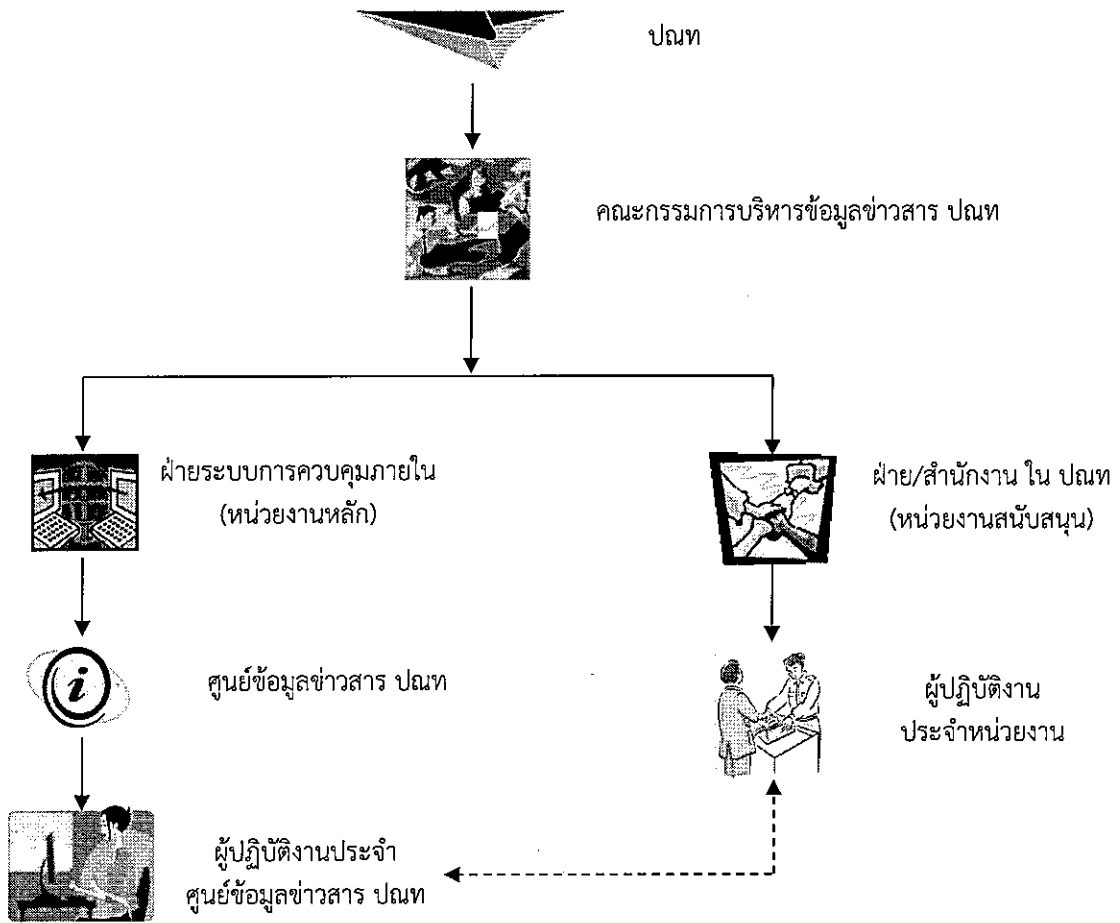 ปณท
คณะกรรมการบริหารข้อมูลข่าวสาร ปณท
ฝ่ายระบบการควบคุมภายใน
(หน่วยงานหลัก)
ฝ่าย/สำนักงาน ใน ปณท
(หน่วยงานสนับสนุน)
i
ศูนย์ข้อมูลข่าวสาร ปณท
ผู้ปฏิบัติงาน
ประจำหน่วยงาน
ผู้ปฏิบัติงานประจำ
ศูนย์ข้อมูลข่าวสาร ปณท